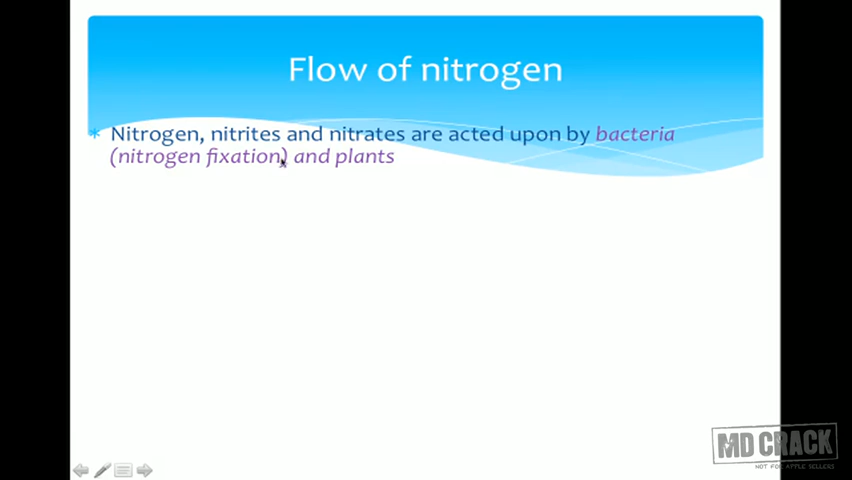 Flow of nitrogen
* Nitrogen, nitrites and nitrates are acted upon by bacteria
(nitrogen fixation) and plants
MD CRACK
NOT FOR APPLE SELLERS